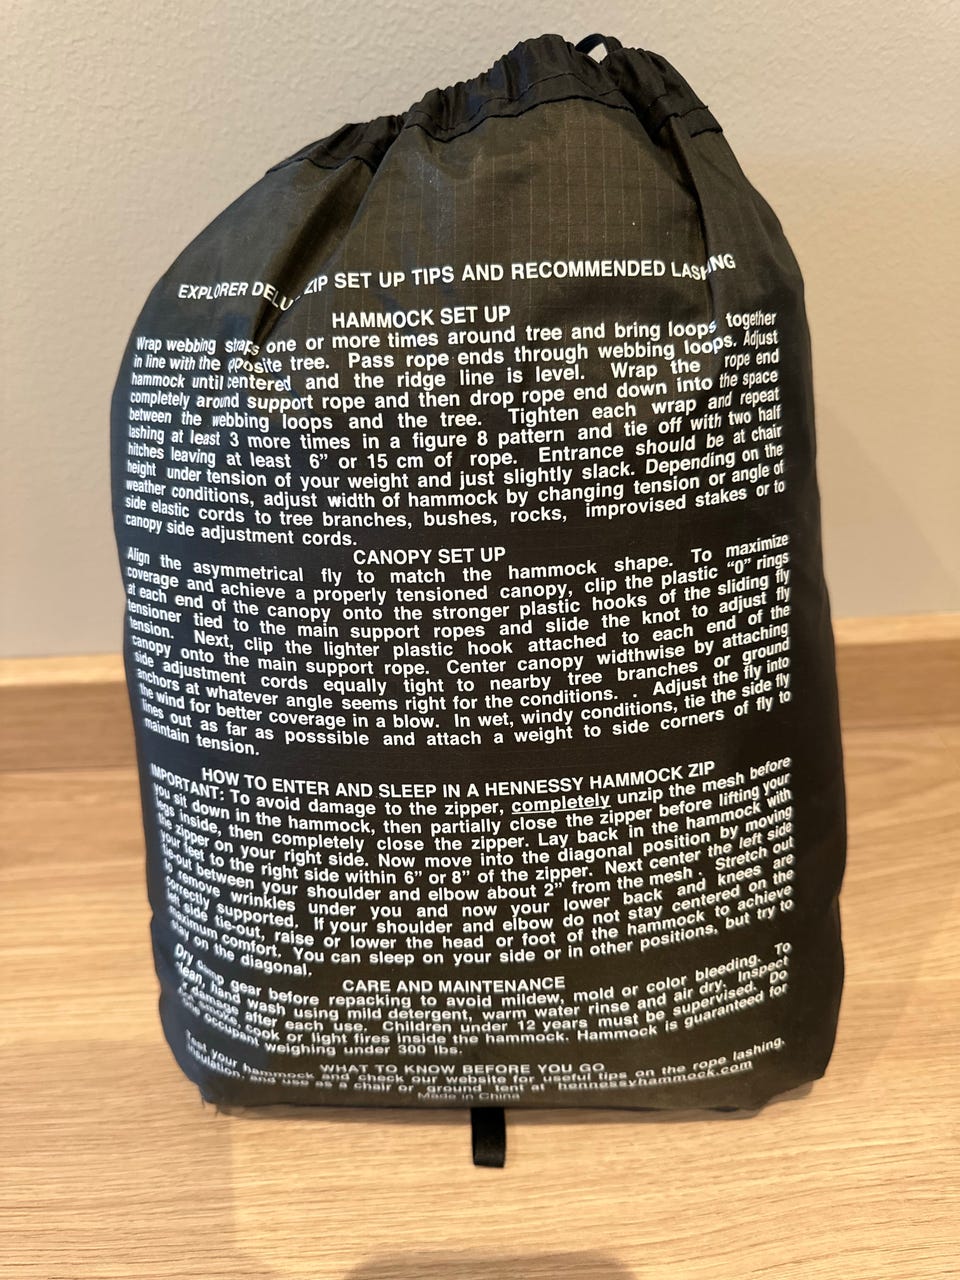 EXPLORER DELU ZIP SET UP TIPS AND RECOMMENDED LASHING
HAMMOCK SET UP
Wrap webbing straps one or more times around tree and bring loops together
in line with the opposite tree. Pass rope ends through webbing loops. Adjust
hammock until centered and the ridge line is level. Wrap the rope end
completely around support rope and then drop rope end down into the space
between the webbing loops and the tree. Tighten each wrap and repeat
lashing at least 3 more times in a figure 8 pattern and tie off with two half
hitches leaving at least 6” or 15 cm of rope. Entrance should be at chair
height under tension of your weight and just slightly slack. Depending on the
weather conditions, adjust width of hammock by changing tension or angle of
side elastic cords to tree branches, bushes, rocks, improvised stakes or to
canopy side adjustment cords.
CANOPY SET UP
Align the asymmetrical fly to match the hammock shape. To maximize
coverage and achieve a properly tensioned canopy, clip the plastic “0” rings
at each end of the canopy onto the stronger plastic hooks of the sliding fly
tensioner tied to the main support ropes and slide the knot to adjust fly
tension. Next, clip the lighter plastic hook attached to each end of the
canopy onto the main support rope. Center canopy widthwise by attaching
side adjustment cords equally tight to nearby tree branches or ground
anchors at whatever angle seems right for the conditions. . Adjust the fly into
the wind for better coverage in a blow. In wet, windy conditions, tie the side fly
lines out as far as posssible and attach a weight to side corners of fly to
maintain tension.
HOW TO ENTER AND SLEEP IN A HENNESSY HAMMOCK ZIP
IMPORTANT: To avoid damage to the zipper, completely unzip the mesh before
you sit down in the hammock, then partially close the zipper before lifting your
legs inside, then completely close the zipper. Lay back in the hammock with
the zipper on your right side. Now move into the diagonal position by moving
your feet to the right side within 6” or 8” of the zipper. Next center the left side
tie-out between your shoulder and elbow about 2” from the mesh . Stretch out
to remove wrinkles under you and now your lower back and knees are
correctly supported. If your shoulder and elbow do not stay centered on the
left side tie-out, raise or lower the head or foot of the hammock to achieve
maximum comfort. You can sleep on your side or in other positions, but try to
stay on the diagonal.
CARE AND MAINTENANCE
Dry damp gear before repacking to avoid mildew, mold or color bleeding. To
clean, hand wash using mild detergent, warm water rinse and air dry. Inspect
damage after each use. Children under 12 years must be supervised. Do
smoke, cook or light fires inside the hammock. Hammock is guaranteed for
one occupant weighing under 300 lbs.
WHAT TO KNOW BEFORE YOU GO
Test your hammock and check our website for useful tips on the rope lashing,
insulation, and use as a chair or ground tent at hennessyhammock.com
Made in China